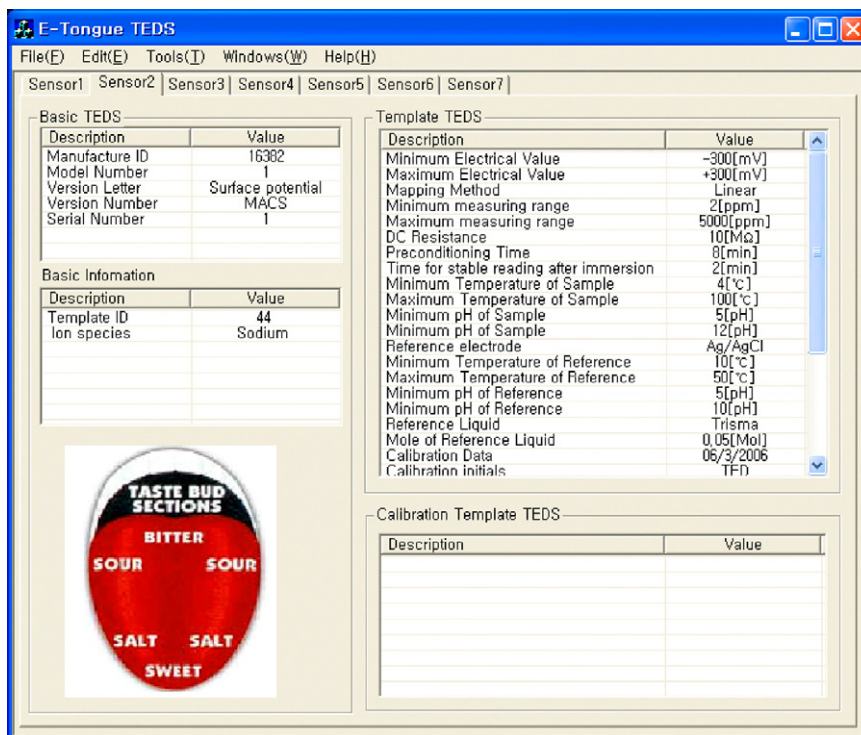 E-Tongue TEDS
File(F) Edit(E) Tools(T) Windows(W) Help(H)
Sensor1 Sensor2 Sensor3 Sensor4 Sensor5 Sensor6 Sensor7
Basic TEDS
Description Value
Manufacture ID 16382
Model Number 1
Version Letter Surface potential
Version Number MACS
Serial Number 1
Basic Infomation
Description Value
Template ID 44
Ion species Sodium
TASTE BUD
SECTIONS
BITTER
SOUR SOUR
SALT SALT
SWEET
Template TEDS
Description Value
Minimum Electrical Value -300[mV]
Maximum Electrical Value +300[mV]
Mapping Method Linear
Minimum measuring range 2[ppm]
Maximum measuring range 5000[ppm]
DC Resistance 10[MΩ]
Preconditioning Time 8[min]
Time for stable reading after immersion 2[min]
Minimum Temperature of Sample 4[℃]
Maximum Temperature of Sample 100[℃]
Minimum pH of Sample 5[pH]
Minimum pH of Sample 12[pH]
Reference electrode Ag/AgCl
Minimum Temperature of Reference 10[℃]
Maximum Temperature of Reference 50[℃]
Minimum pH of Reference 5[pH]
Minimum pH of Reference 10[pH]
Reference Liquid Trisma
Mole of Reference Liquid 0,05[Mol]
Calibration Data 06/3/2006
Calibration initials TED
Calibration Template TEDS
Description Value